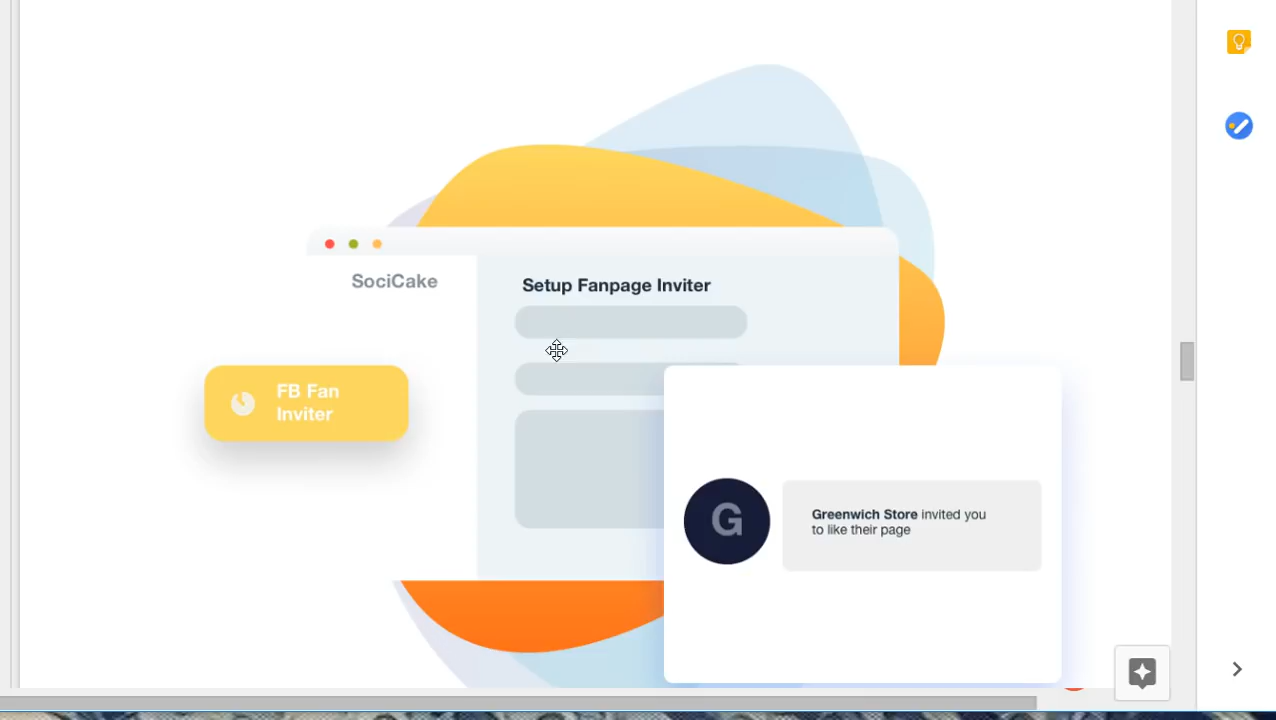 SociCake
Setup Fanpage Inviter
FB Fan
Inviter
G
Greenwich Store invited you
to like their page